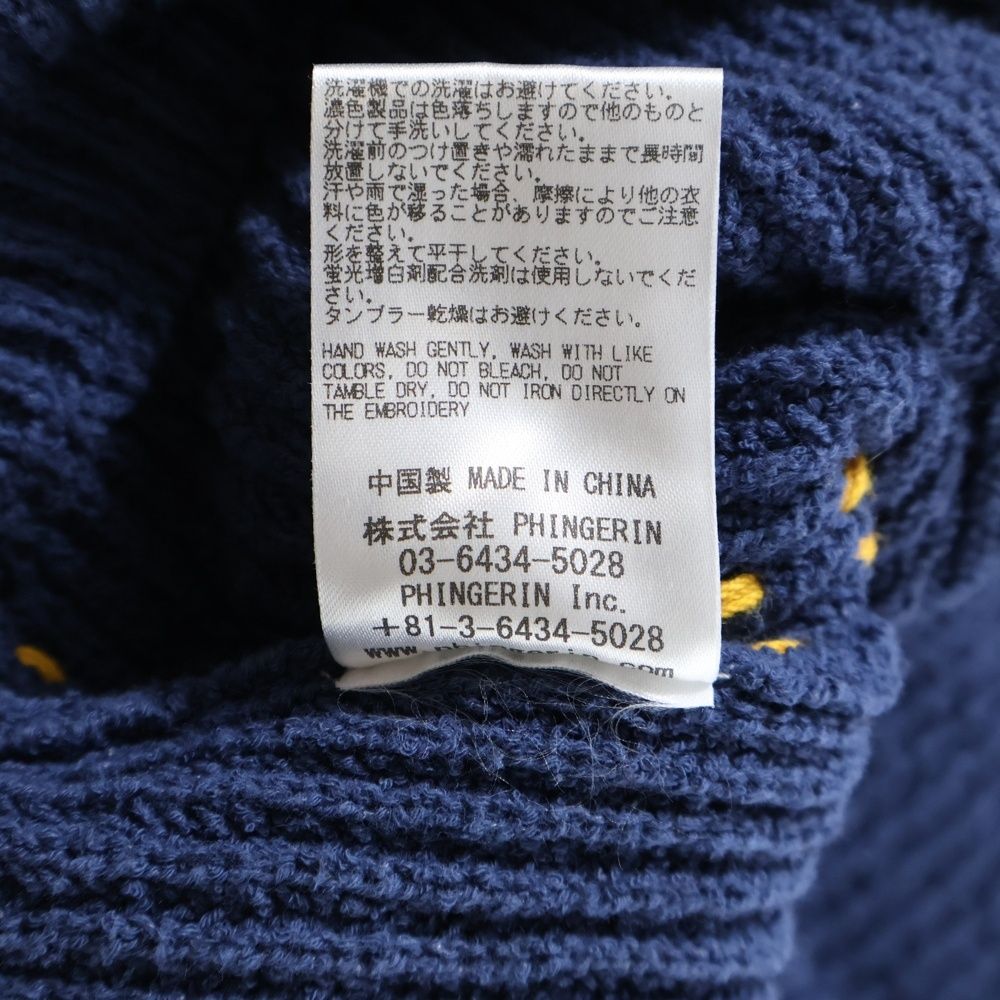 洗濯機での洗濯はお避けてください。
濃色製品は色落ちしますので他のものと
分けて手洗いしてください。
洗濯前のつけ置きや濡れたままで長時間
放置しないでください。
汗や雨で湿った場合、摩擦により他の衣
料に色が移ることがありますのでご注意
ください。
形を整えて平干してください。
蛍光増白剤配合洗剤は使用しないでくだ
さい。
タンブラー乾燥はお避けください。
HAND WASH GENTLY, WASH WITH LIKE
COLORS, DO NOT BLEACH, DO NOT
TAMBLE DRY, DO NOT IRON DIRECTLY ON
THE EMBROIDERY
中国製 MADE IN CHINA
株式会社 PHINGERIN
03-6434-5028
PHINGERIN Inc.
+81-3-6434-5028
www.phingerin.com